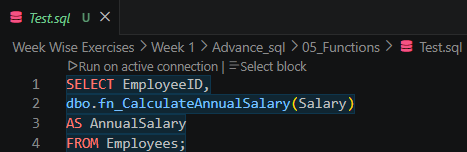 Test.sql U ×
Week Wise Exercises > Week 1 > Advance_sql > 05_Functions > Test.sql
▷Run on active connection | ≡Select block
1 SELECT EmployeeID,
2 dbo.fn_CalculateAnnualSalary(Salary)
3 AS AnnualSalary
4 FROM Employees;